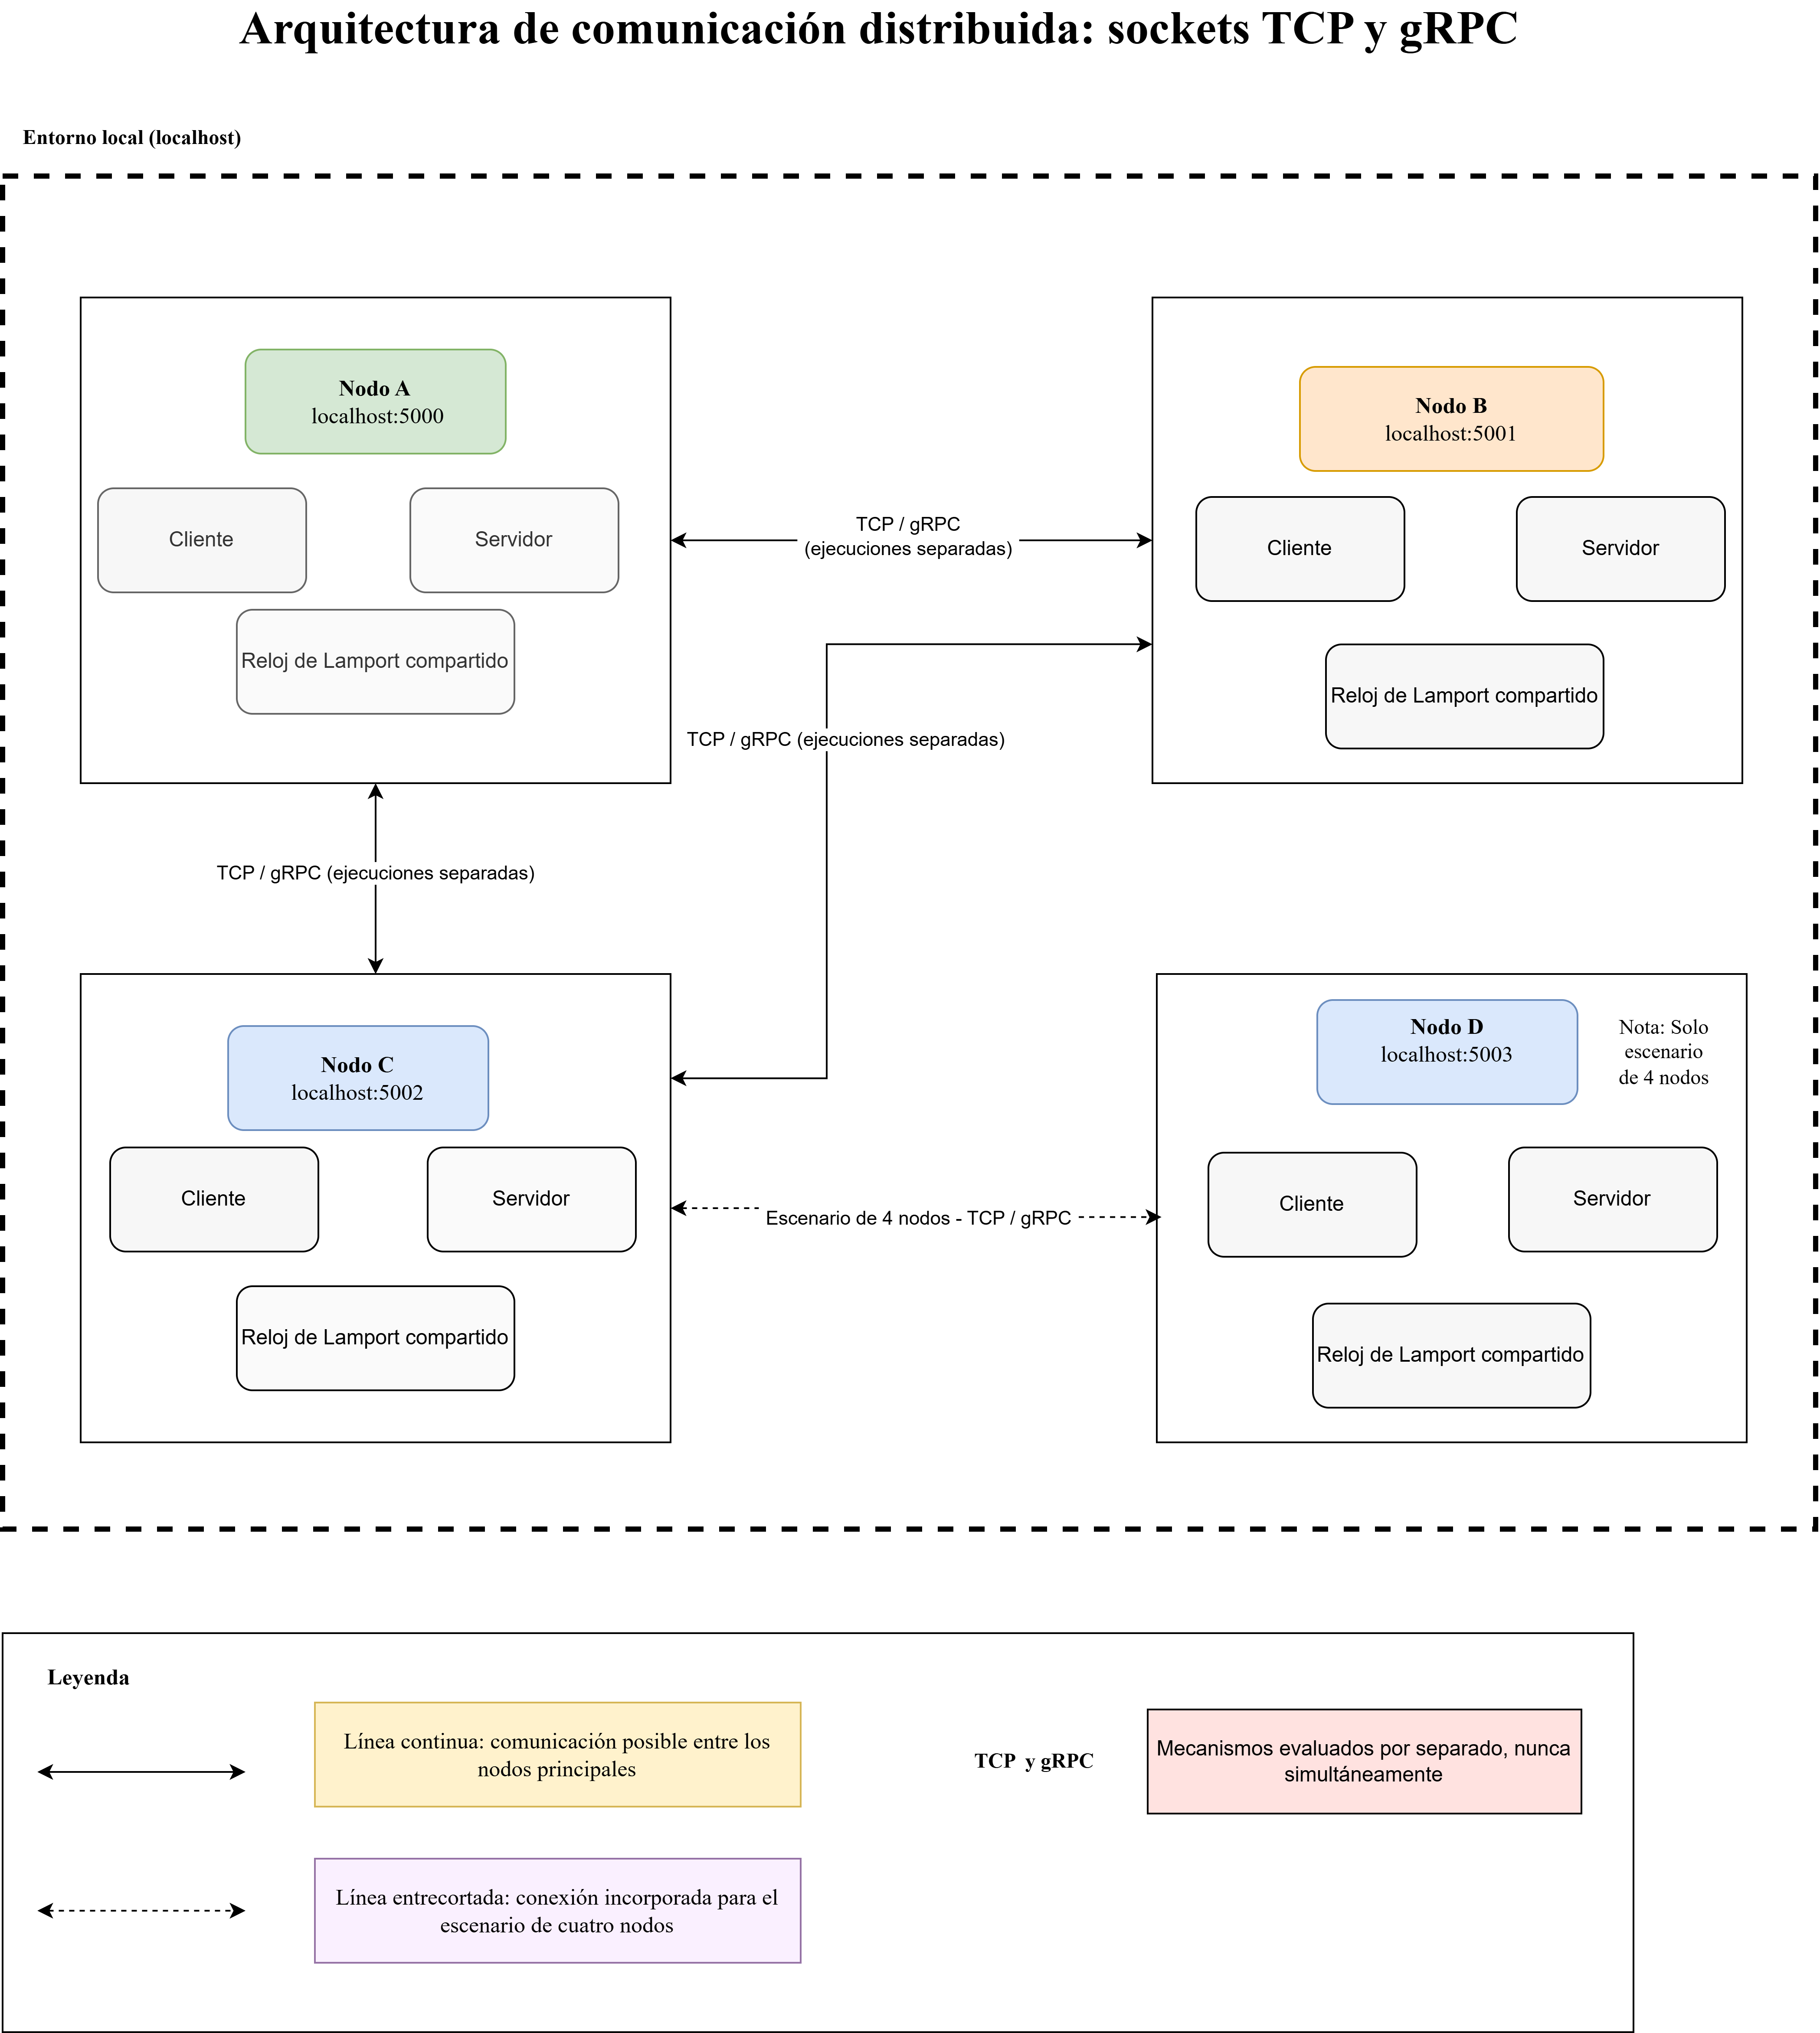 Arquitectura de comunicación distribuida: sockets TCP y gRPC
Entorno local (localhost)
Nodo A
localhost:5000
Cliente
Servidor
Reloj de Lamport compartido
TCP / gRPC
(ejecuciones separadas)
Nodo B
localhost:5001
Cliente
Servidor
Reloj de Lamport compartido
TCP / gRPC (ejecuciones separadas)
TCP / gRPC (ejecuciones separadas)
Nodo C
localhost:5002
Cliente
Servidor
Reloj de Lamport compartido
Escenario de 4 nodos - TCP / gRPC
Nodo D
localhost:5003
Nota: Solo
escenario
de 4 nodos
Cliente
Servidor
Reloj de Lamport compartido
Leyenda
Línea continua: comunicación posible entre los
nodos principales
TCP y gRPC
Mecanismos evaluados por separado, nunca
simultáneamente
Línea entrecortada: conexión incorporada para el
escenario de cuatro nodos